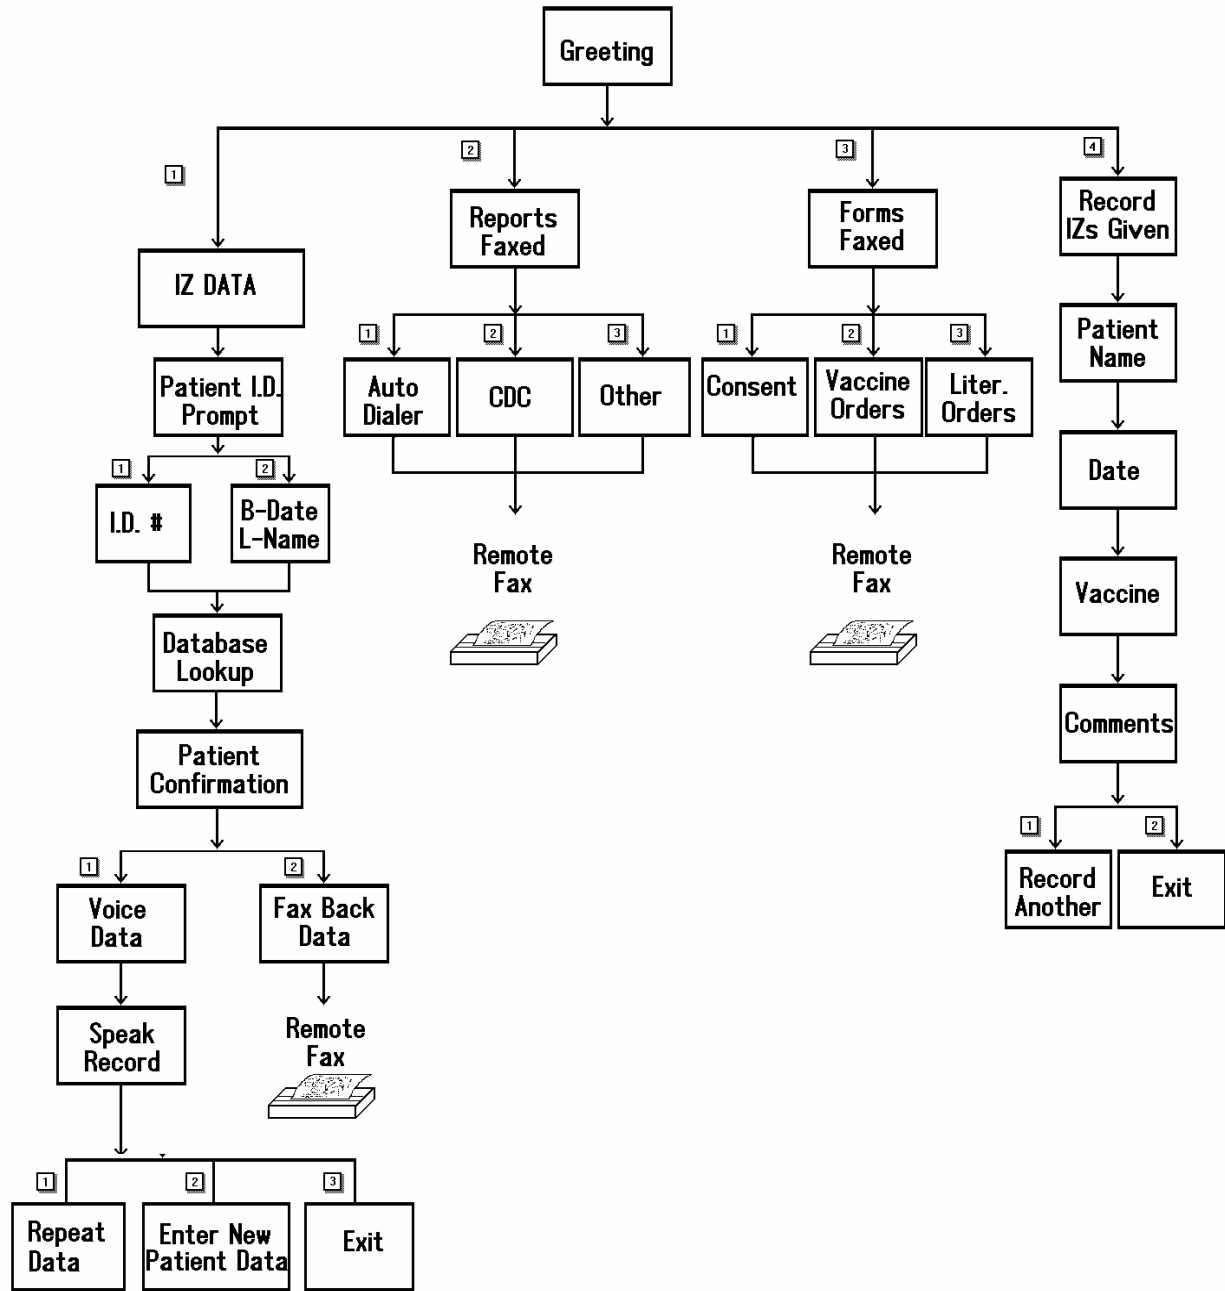 Greeting
1
2
3
4
IZ DATA
Reports
Faxed
Forms
Faxed
Record
IZs Given
Patient I.D.
Prompt
1
2
3
Auto
Dialer
CDC
Other
1
2
3
Consent
Vaccine
Orders
Liter.
Orders
Patient
Name
1
2
I.D. #
B-Date
L-Name
Date
Remote
Fax
Remote
Fax
Database
Lookup
Vaccine
Patient
Confirmation
Comments
1
2
Voice
Data
Fax Back
Data
1
2
Record
Another
Exit
Speak
Record
Remote
Fax
1
2
3
Repeat
Data
Enter New
Patient Data
Exit